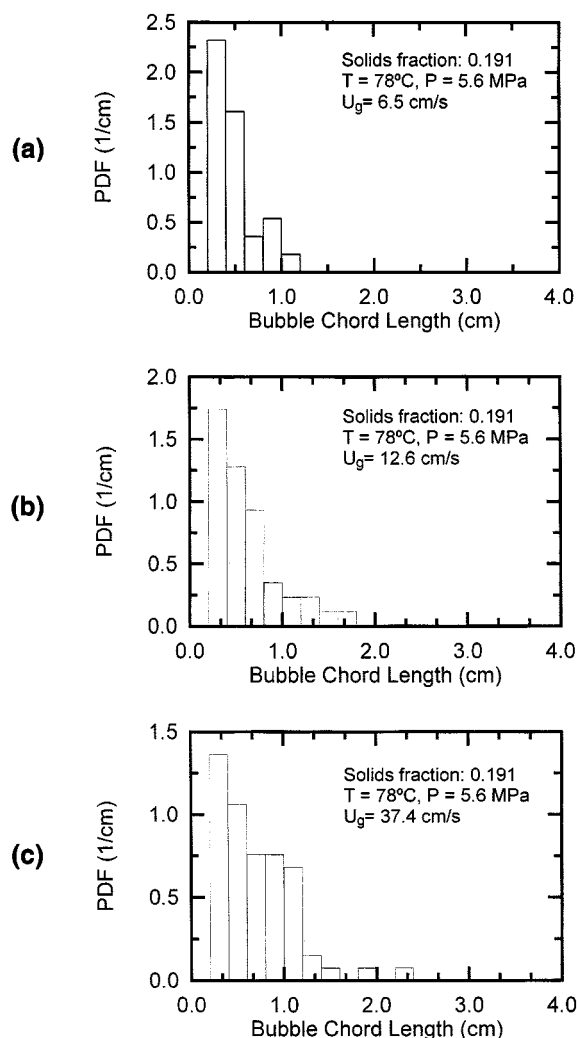 (a)
PDF (1/cm)
2.5
2.0
1.5
1.0
0.5
0.0
Solids fraction: 0.191
T = 78ºC, P = 5.6 MPa
Ug= 6.5 cm/s
0.0 1.0 2.0 3.0 4.0
Bubble Chord Length (cm)
(b)
PDF (1/cm)
2.0
1.5
1.0
0.5
0.0
Solids fraction: 0.191
T = 78ºC, P = 5.6 MPa
Ug= 12.6 cm/s
0.0 1.0 2.0 3.0 4.0
Bubble Chord Length (cm)
(c)
PDF (1/cm)
1.5
1.0
0.5
0.0
Solids fraction: 0.191
T = 78ºC, P = 5.6 MPa
Ug= 37.4 cm/s
0.0 1.0 2.0 3.0 4.0
Bubble Chord Length (cm)